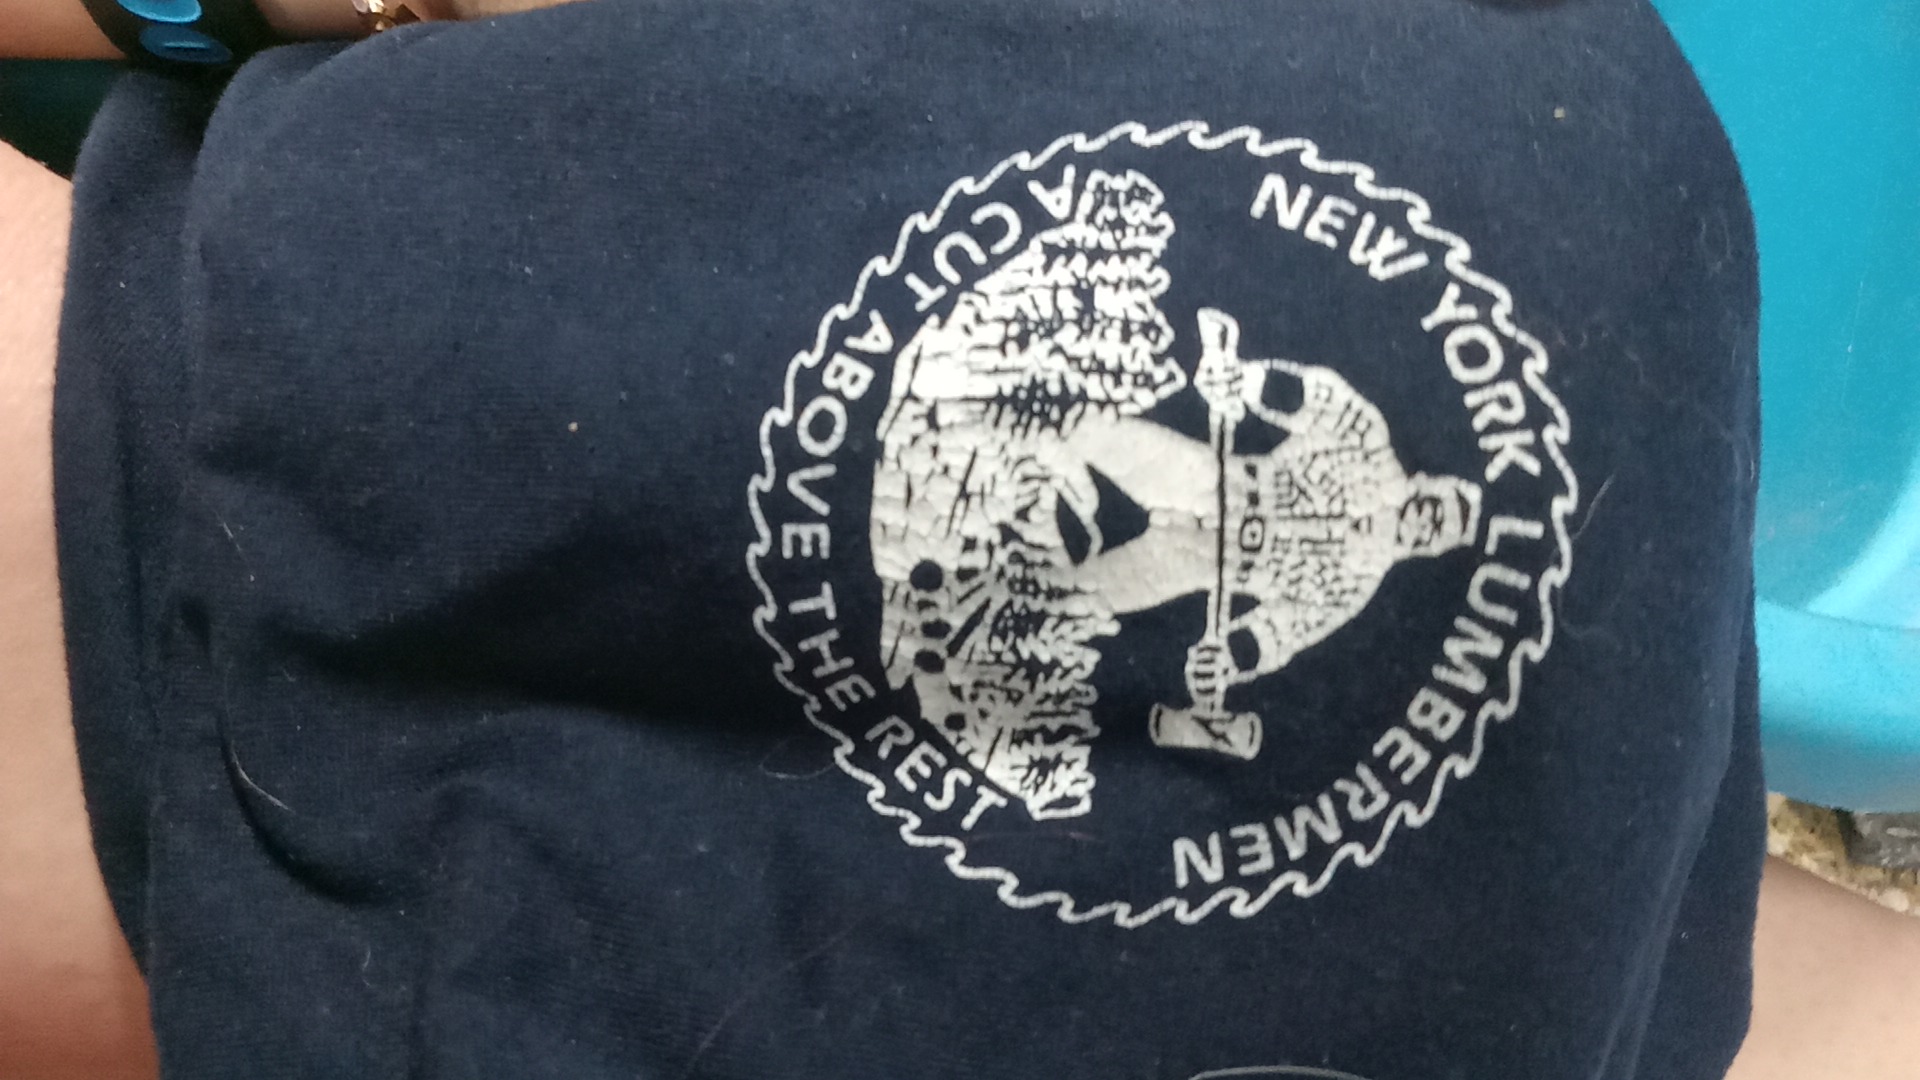 NEW YORK LUMBERMEN
A CUT ABOVE THE REST